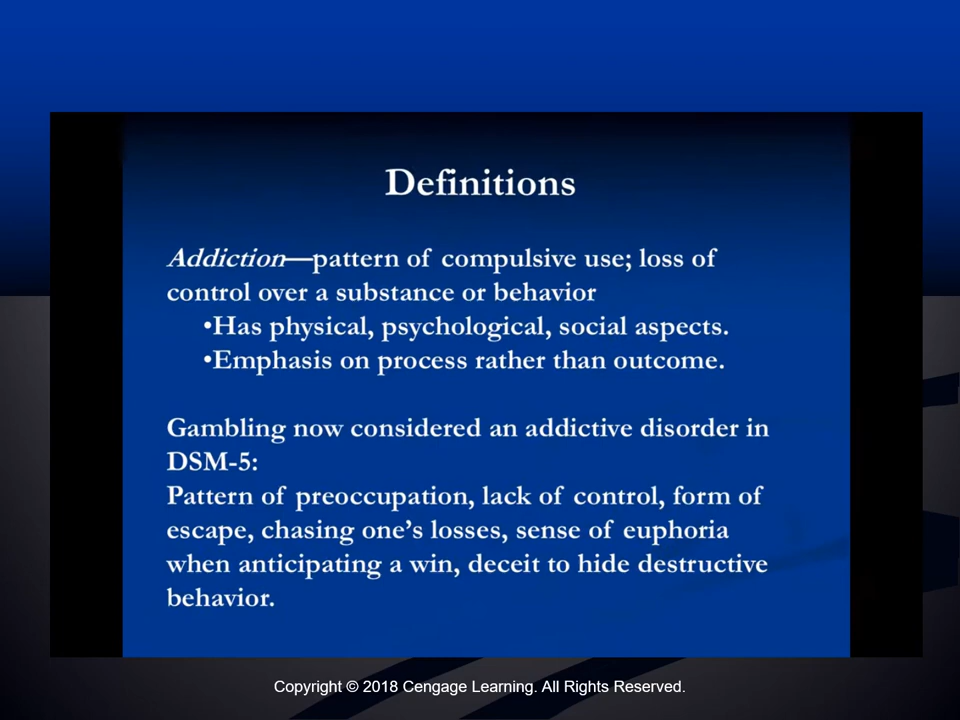 Definitions
Addiction—pattern of compulsive use; loss of
control over a substance or behavior
•Has physical, psychological, social aspects.
•Emphasis on process rather than outcome.
Gambling now considered an addictive disorder in
DSM-5:
Pattern of preoccupation, lack of control, form of
escape, chasing one’s losses, sense of euphoria
when anticipating a win, deceit to hide destructive
behavior.
Copyright © 2018 Cengage Learning. All Rights Reserved.